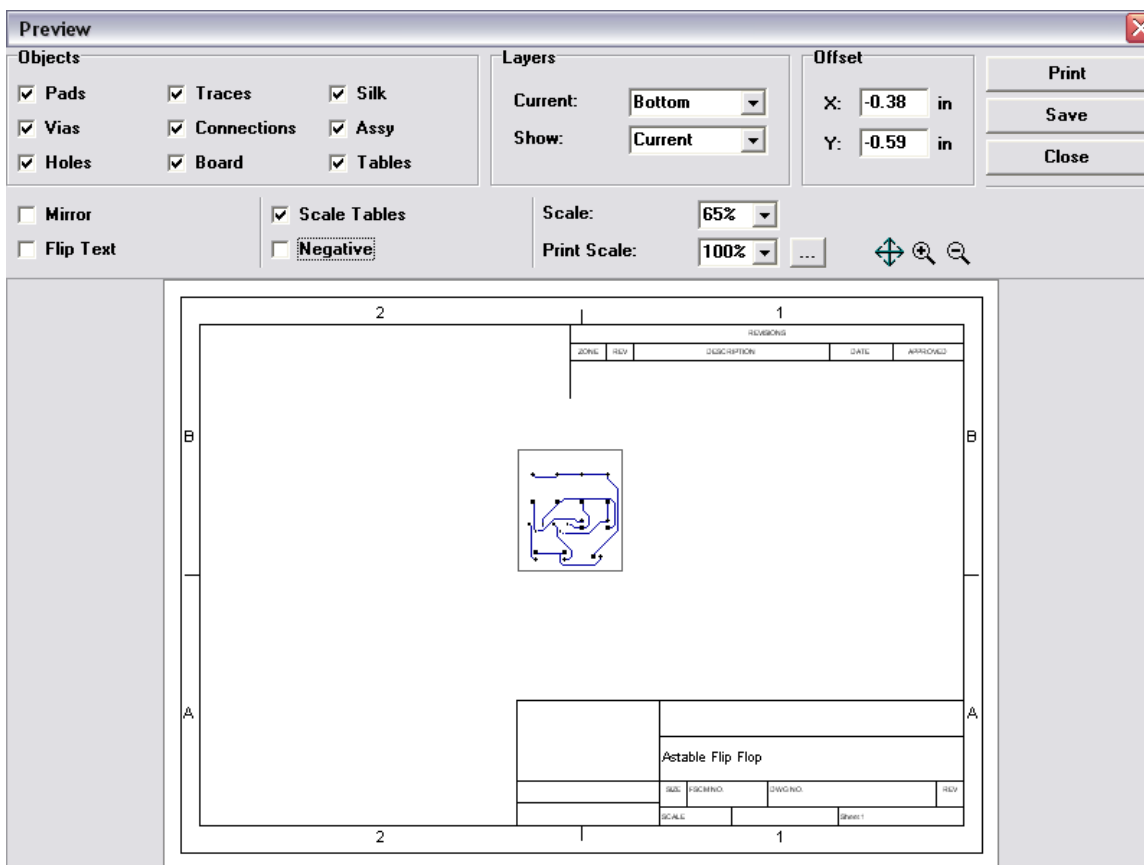 Preview
Objects
Layers
Offset
Pads
Traces
Silk
Current:
Bottom
X:
-0.38
in
Print
Vias
Connections
Assy
Show:
Current
Y:
-0.59
in
Save
Holes
Board
Tables
Close
Mirror
Scale Tables
Scale:
65%
Flip Text
Negative
Print Scale:
100%
...
2
1
REVISIONS
ZONE
REV
DESCRIPTION
DATE
APPROVED
B
B
A
A
Astable Flip Flop
SIZE
FSCM NO.
DWG NO.
REV
SCALE
Sheet 1
2
1